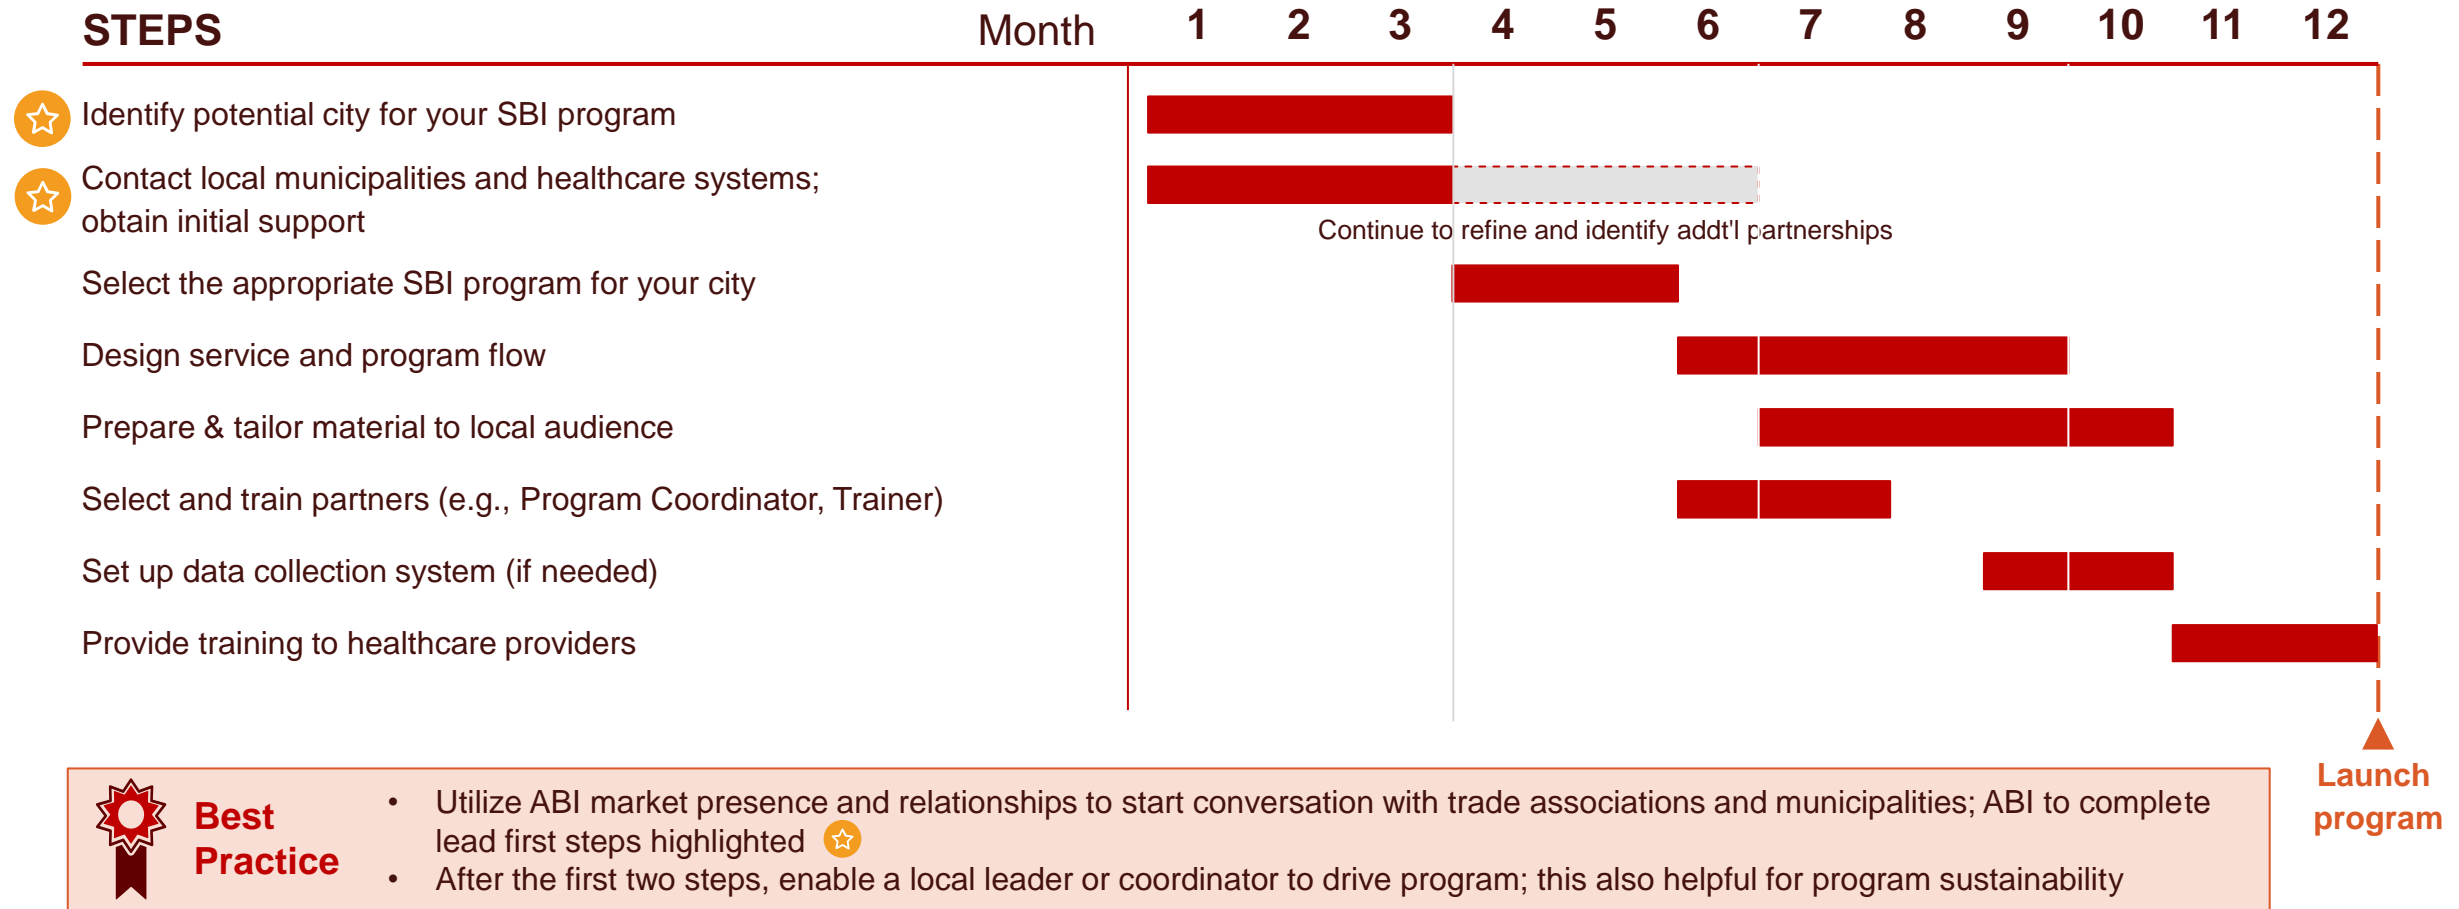 STEPS Month 1 2 3 4 5 6 7 8 9 10 11 12
Identify potential city for your SBI program
Contact local municipalities and healthcare systems;
obtain initial support
Continue to refine and identify addt'l partnerships
Select the appropriate SBI program for your city
Design service and program flow
Prepare & tailor material to local audience
Select and train partners (e.g., Program Coordinator, Trainer)
Set up data collection system (if needed)
Provide training to healthcare providers
Launch
program
Best
Practice
• Utilize ABI market presence and relationships to start conversation with trade associations and municipalities; ABI to complete
lead first steps highlighted
• After the first two steps, enable a local leader or coordinator to drive program; this also helpful for program sustainability